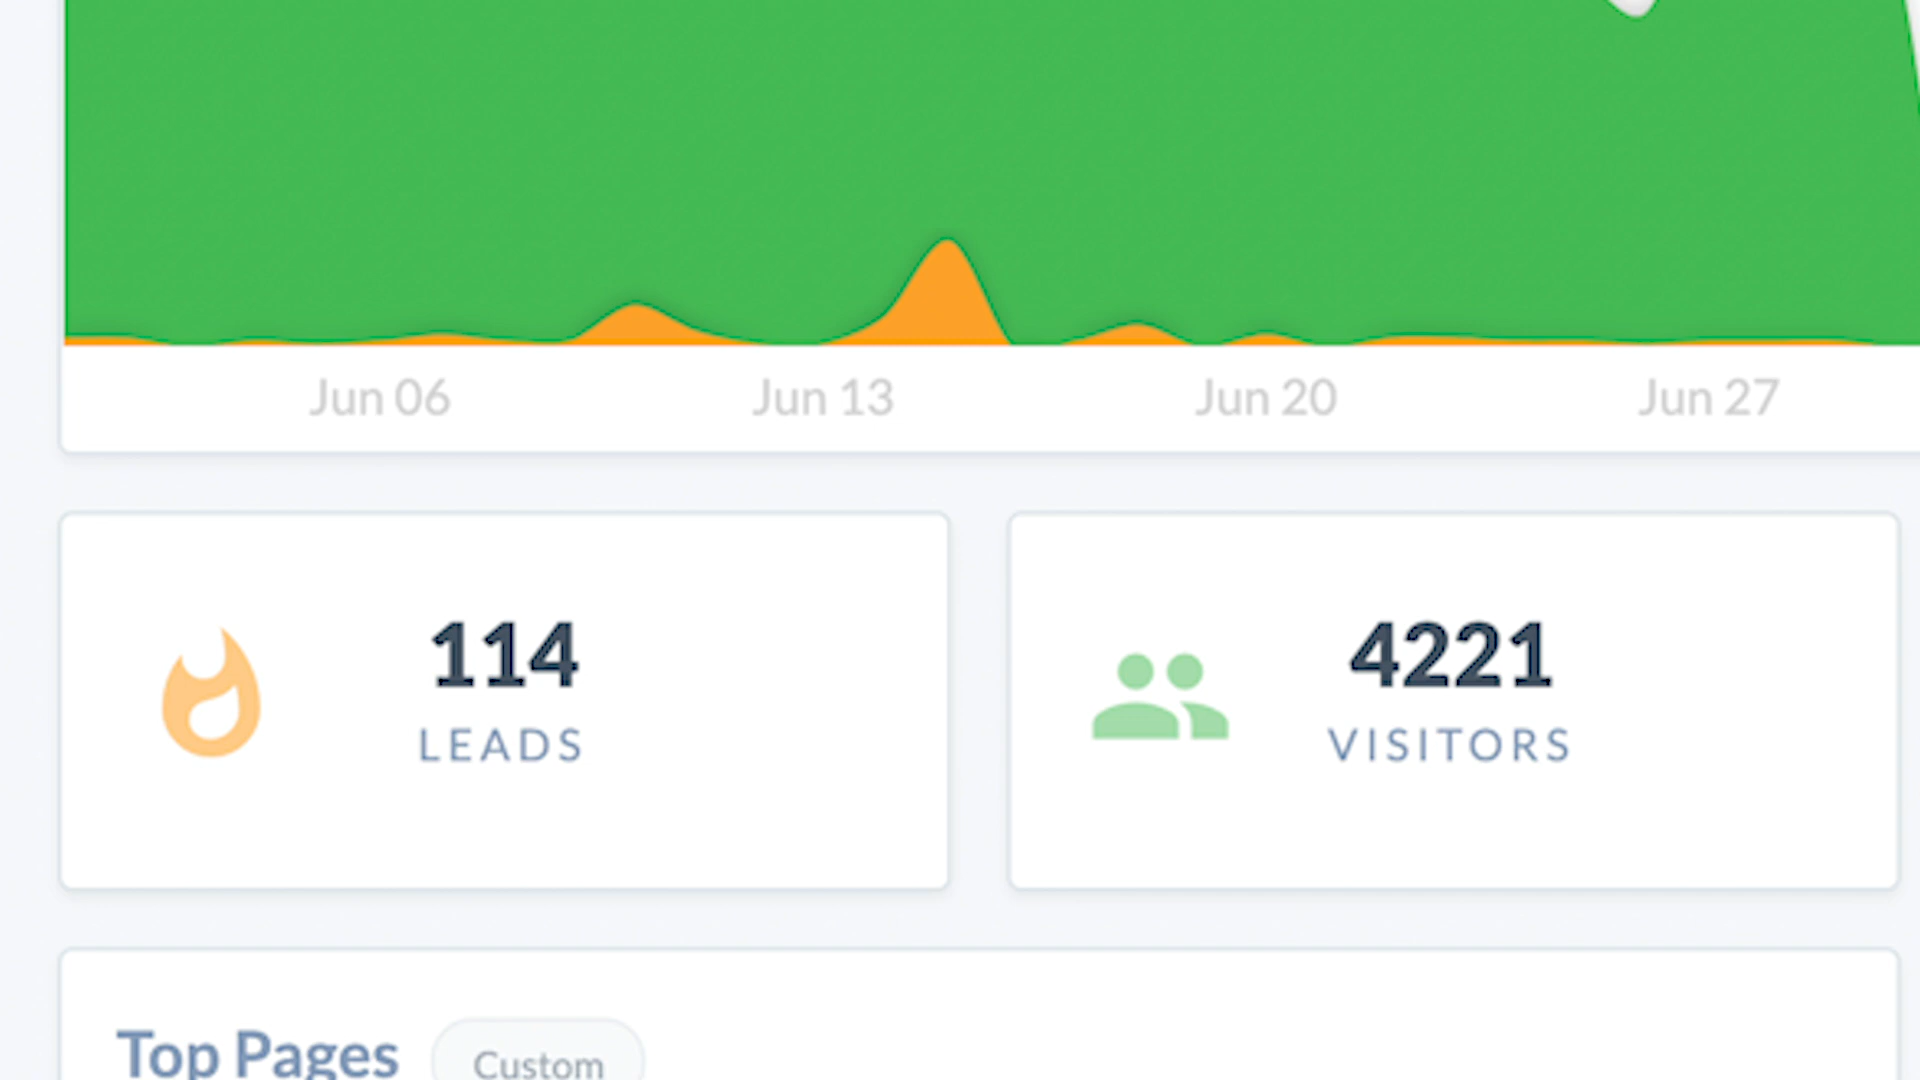 Jun 06 Jun 13 Jun 20 Jun 27
114
LEADS
4221
VISITORS
Top Pages Custom